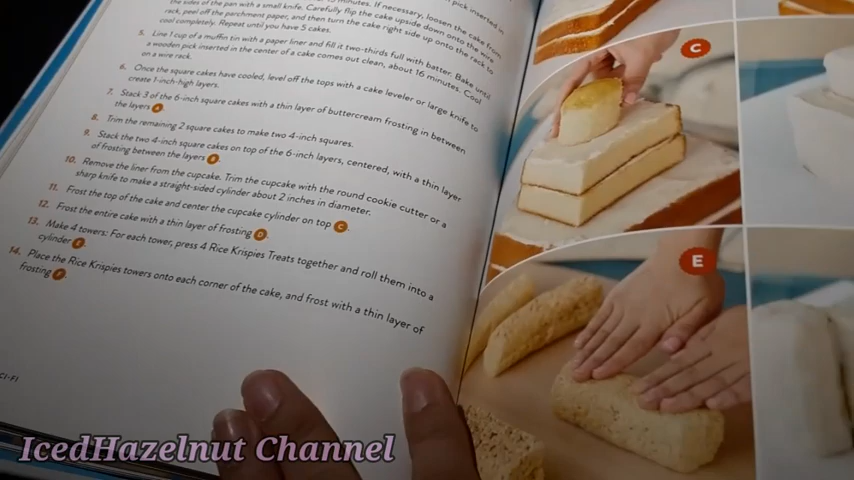 pick inserted in
minutes. If necessary, loosen the cake from
the sides of the pan with a small knife. Carefully flip the cake upside down onto the wire
rack, peel off the parchment paper, and then turn the cake right side up onto the rack to
cool completely. Repeat until you have 5 cakes.
5. Line 1 cup of a muffin tin with a paper liner and fill it two-thirds full with batter. Bake until
a wooden pick inserted in the center of a cake comes out clean, about 16 minutes. Cool
on a wire rack.
6. Once the square cakes have cooled, level off the tops with a cake leveler or large knife to
create 1-inch-high layers.
7. Stack 3 of the 6-inch square cakes with a thin layer of buttercream frosting in between
the layers A.
8. Trim the remaining 2 square cakes to make two 4-inch squares.
9. Stack the two 4-inch square cakes on top of the 6-inch layers, centered, with a thin layer
of frosting between the layers B.
10. Remove the liner from the cupcake. Trim the cupcake with the round cookie cutter or a
sharp knife to make a straight-sided cylinder about 2 inches in diameter.
11. Frost the top of the cake and center the cupcake cylinder on top C.
12. Frost the entire cake with a thin layer of frosting D.
13. Make 4 towers: For each tower, press 4 Rice Krispies Treats together and roll them into a
cylinder E.
14. Place the Rice Krispies towers onto each corner of the cake, and frost with a thin layer of
frosting F.
CI-FI
C
E
IcedHazelnut Channel